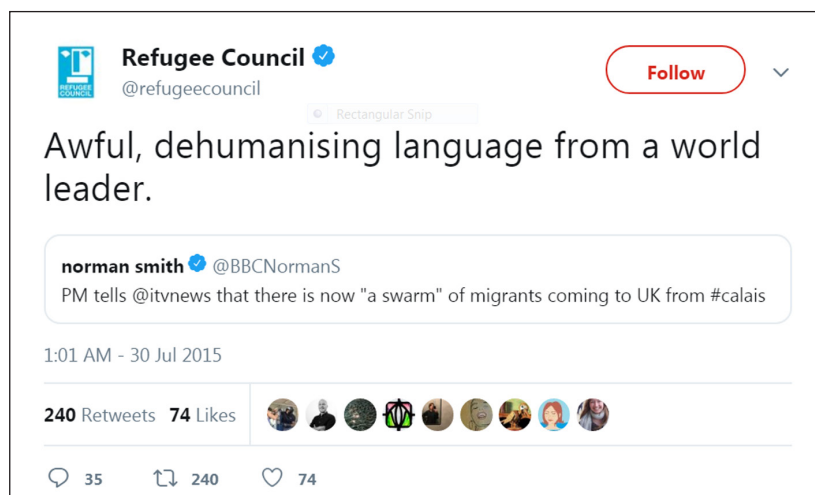 Refugee Council
REFUGEE
COUNCIL
@refugeecouncil
Follow
Rectangular Snip
Awful, dehumanising language from a world
leader.
norman smith @BBCNormanS
PM tells @itvnews that there is now "a swarm" of migrants coming to UK from #calais
1:01 AM - 30 Jul 2015
240 Retweets 74 Likes
35 240 74